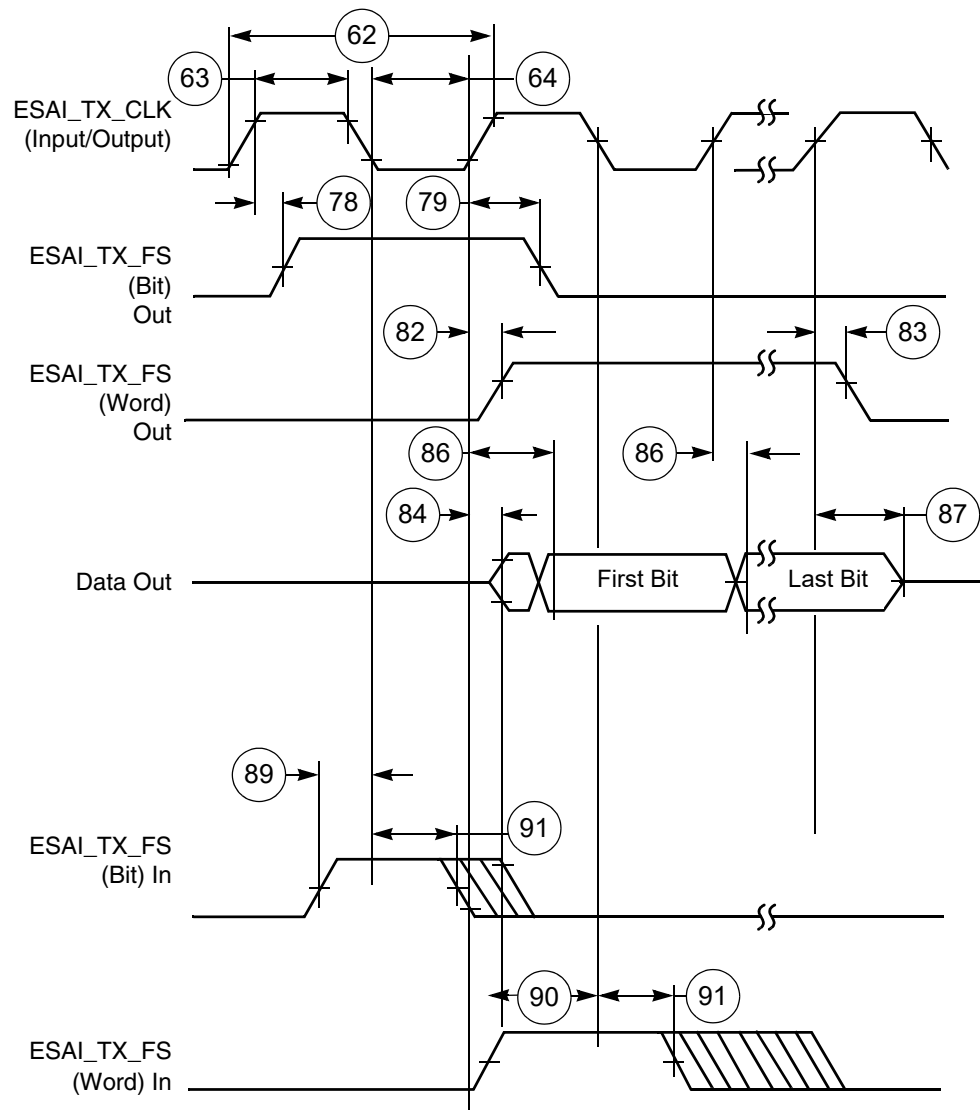 62
63
64
ESAI_TX_CLK
(Input/Output)
78
79
ESAI_TX_FS
(Bit)
Out
82
83
ESAI_TX_FS
(Word)
Out
86
86
84
87
Data Out
First Bit
Last Bit
89
91
ESAI_TX_FS
(Bit) In
90
91
ESAI_TX_FS
(Word) In